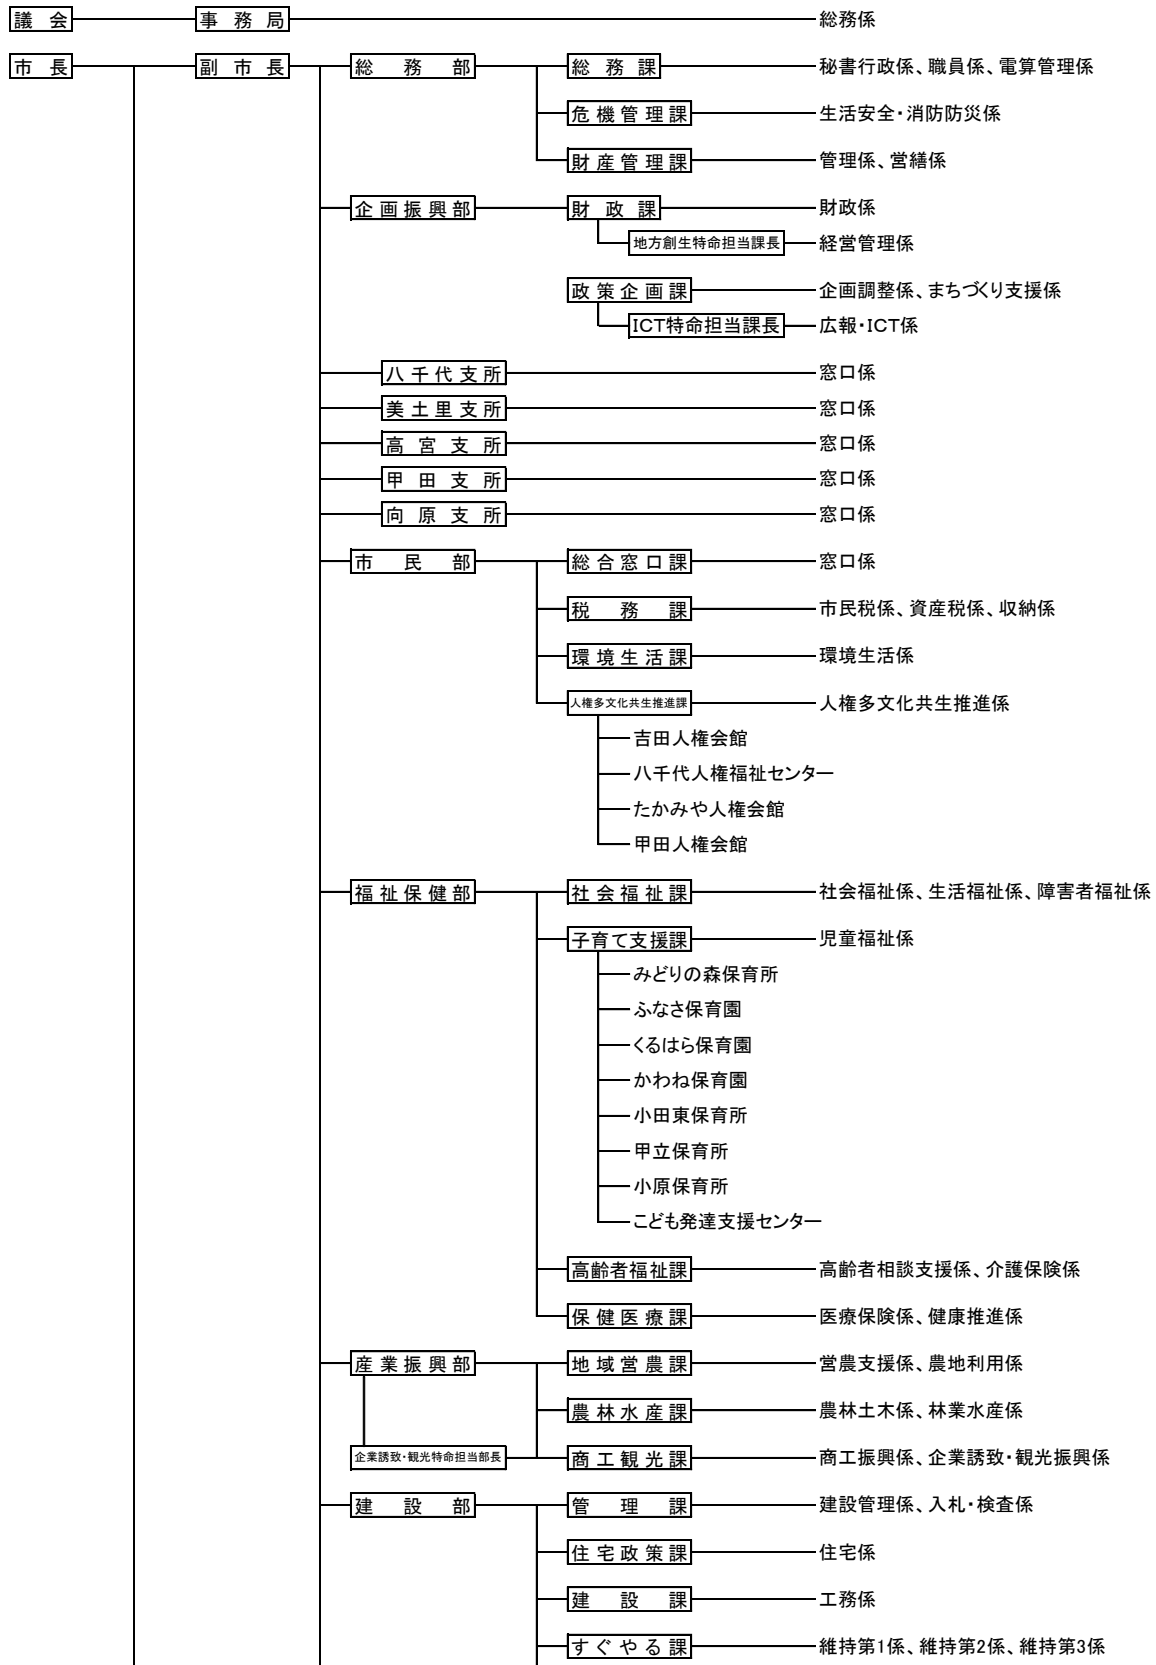 議会 事務局 総務係
市長 副市長 総務部 総務課 秘書行政係、職員係、電算管理係
危機管理課 生活安全・消防防災係
財産管理課 管理係、営繕係
企画振興部 財政課 財政係
地方創生特命担当課長 経営管理係
政策企画課 企画調整係、まちづくり支援係
ICT特命担当課長 広報・ICT係
八千代支所 窓口係
美土里支所 窓口係
高宮支所 窓口係
甲田支所 窓口係
向原支所 窓口係
市民部 総合窓口課 窓口係
税務課 市民税係、資産税係、収納係
環境生活課 環境生活係
人権多文化共生推進課 人権多文化共生推進係
吉田人権会館
八千代人権福祉センター
たかみや人権会館
甲田人権会館
福祉保健部 社会福祉課 社会福祉係、生活福祉係、障害者福祉係
子育て支援課 児童福祉係
みどりの森保育所
ふなさ保育園
くるはら保育園
かわね保育園
小田東保育所
甲立保育所
小原保育所
こども発達支援センター
高齢者福祉課 高齢者相談支援係、介護保険係
保健医療課 医療保険係、健康推進係
産業振興部 地域営農課 営農支援係、農地利用係
農林水産課 農林土木係、林業水産係
企業誘致・観光特命担当部長 商工観光課 商工振興係、企業誘致・観光振興係
建設部 管理課 建設管理係、入札・検査係
住宅政策課 住宅係
建設課 工務係
すぐやる課 維持第1係、維持第2係、維持第3係